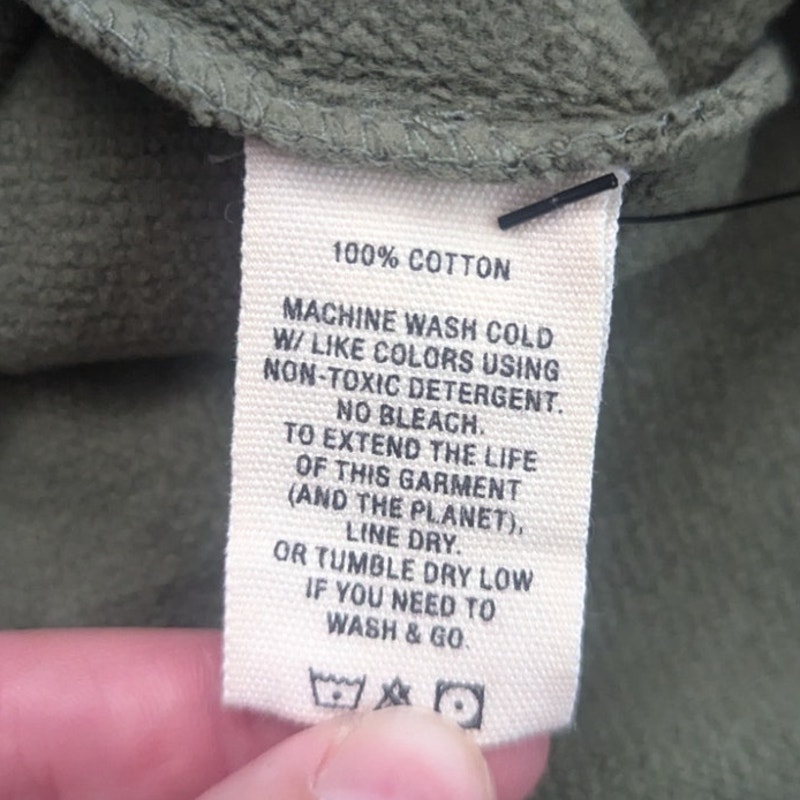 100% COTTON
MACHINE WASH COLD
W/ LIKE COLORS USING
NON-TOXIC DETERGENT.
NO BLEACH.
TO EXTEND THE LIFE
OF THIS GARMENT
(AND THE PLANET),
LINE DRY.
OR TUMBLE DRY LOW
IF YOU NEED TO
WASH & GO.